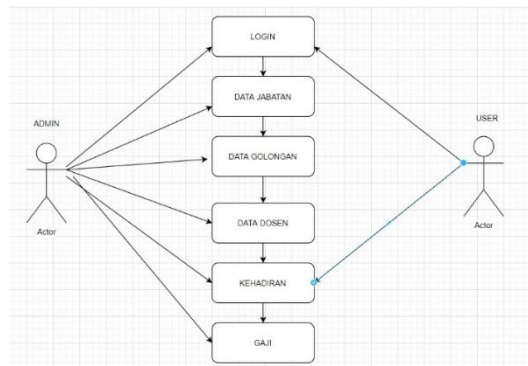 LOGIN
DATA JABATAN
ADMIN
USER
DATA GOLONGAN
Actor
Actor
DATA DOSEN
KEHADIRAN
GAJI